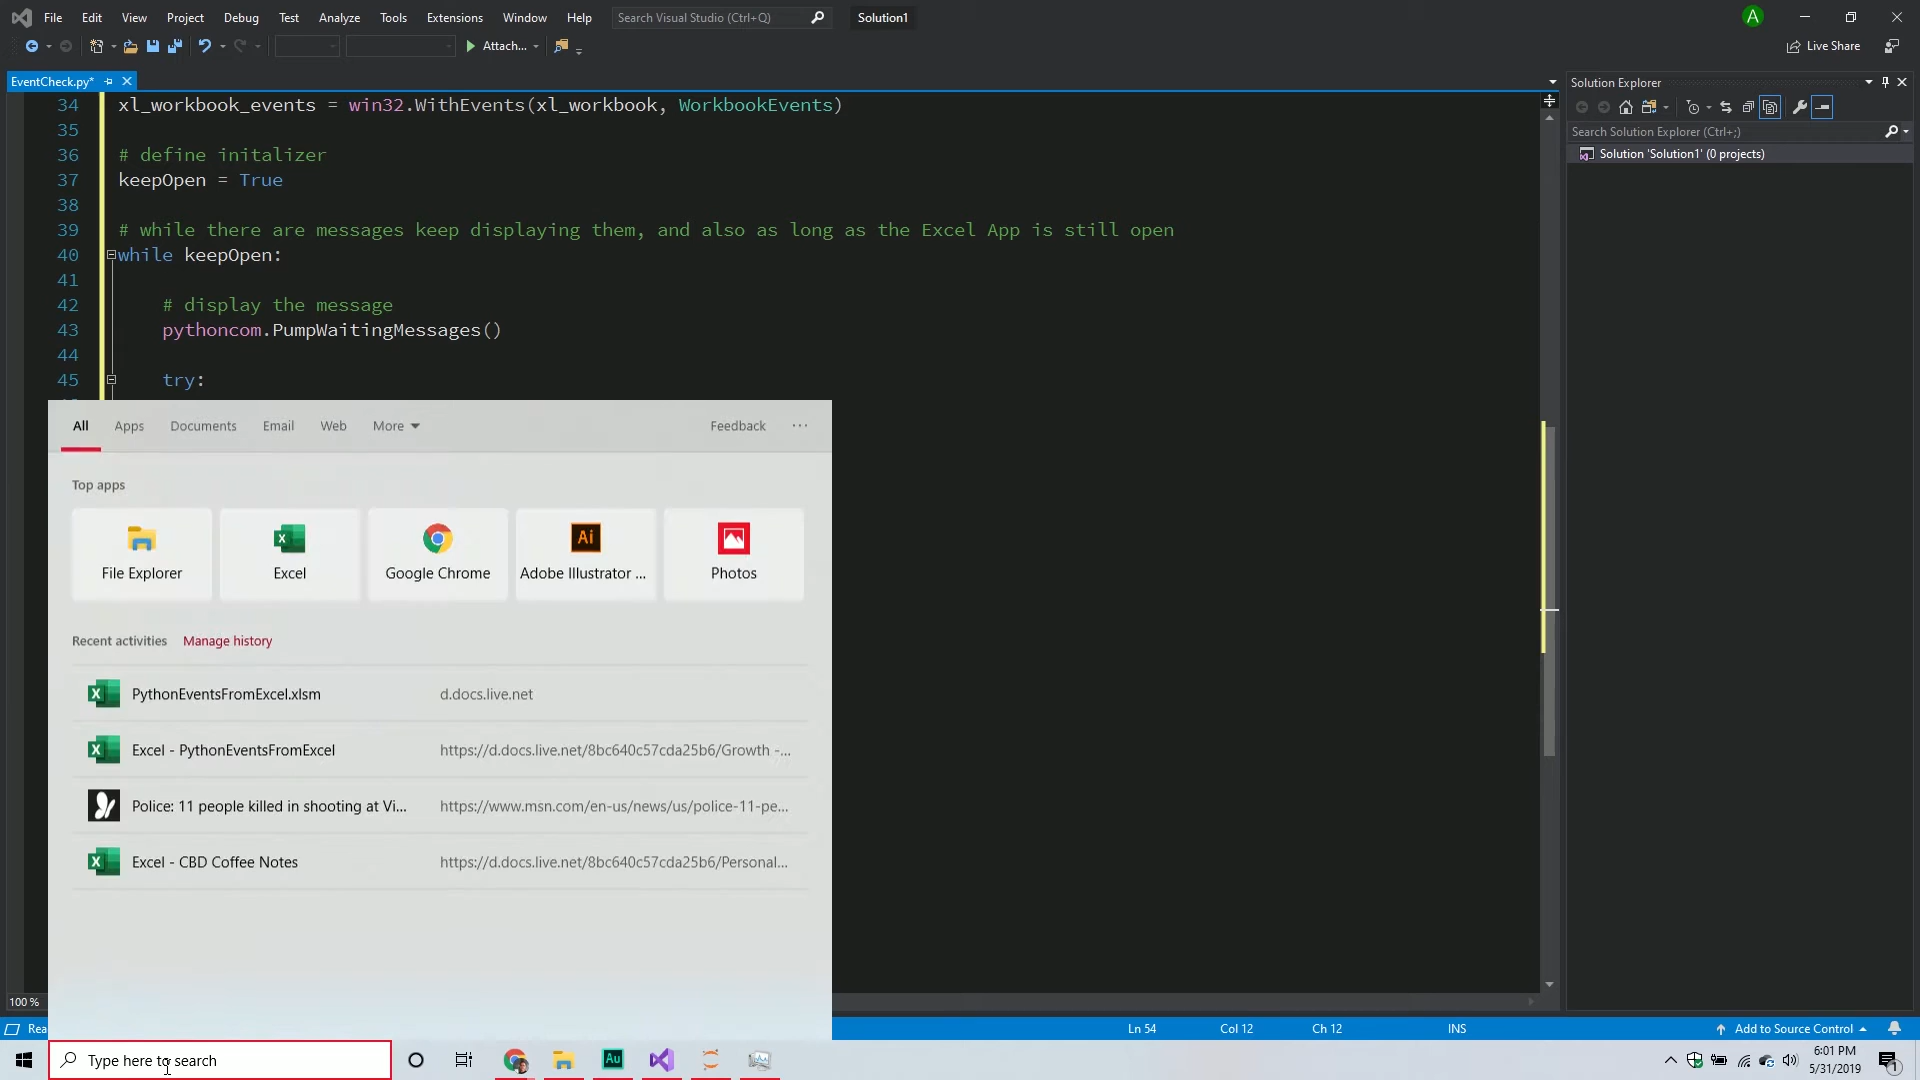 File Edit View Project Debug Test Analyze Tools Extensions Window Help Search Visual Studio (Ctrl+Q) Solution1 A
Attach... Live Share
EventCheck.py*
Solution Explorer
Search Solution Explorer (Ctrl+;)
Solution 'Solution1' (0 projects)
34 xl_workbook_events = win32.WithEvents(xl_workbook, WorkbookEvents)
35
36 # define initalizer
37 keepOpen = True
38
39 # while there are messages keep displaying them, and also as long as the Excel App is still open
40 while keepOpen:
41
42 # display the message
43 pythoncom.PumpWaitingMessages()
44
45 try:
All Apps Documents Email Web More Feedback ...
Top apps
File Explorer Excel Google Chrome Adobe Illustrator ... Photos
Recent activities Manage history
PythonEventsFromExcel.xlsm d.docs.live.net
Excel - PythonEventsFromExcel https://d.docs.live.net/8bc640c57cda25b6/Growth -...
Police: 11 people killed in shooting at Vi... https://www.msn.com/en-us/news/us/police-11-pe...
Excel - CBD Coffee Notes https://d.docs.live.net/8bc640c57cda25b6/Personal...
100 %
Rea Ln 54 Col 12 Ch 12 INS Add to Source Control
Type here to search
Au
6:01 PM
5/31/2019
1